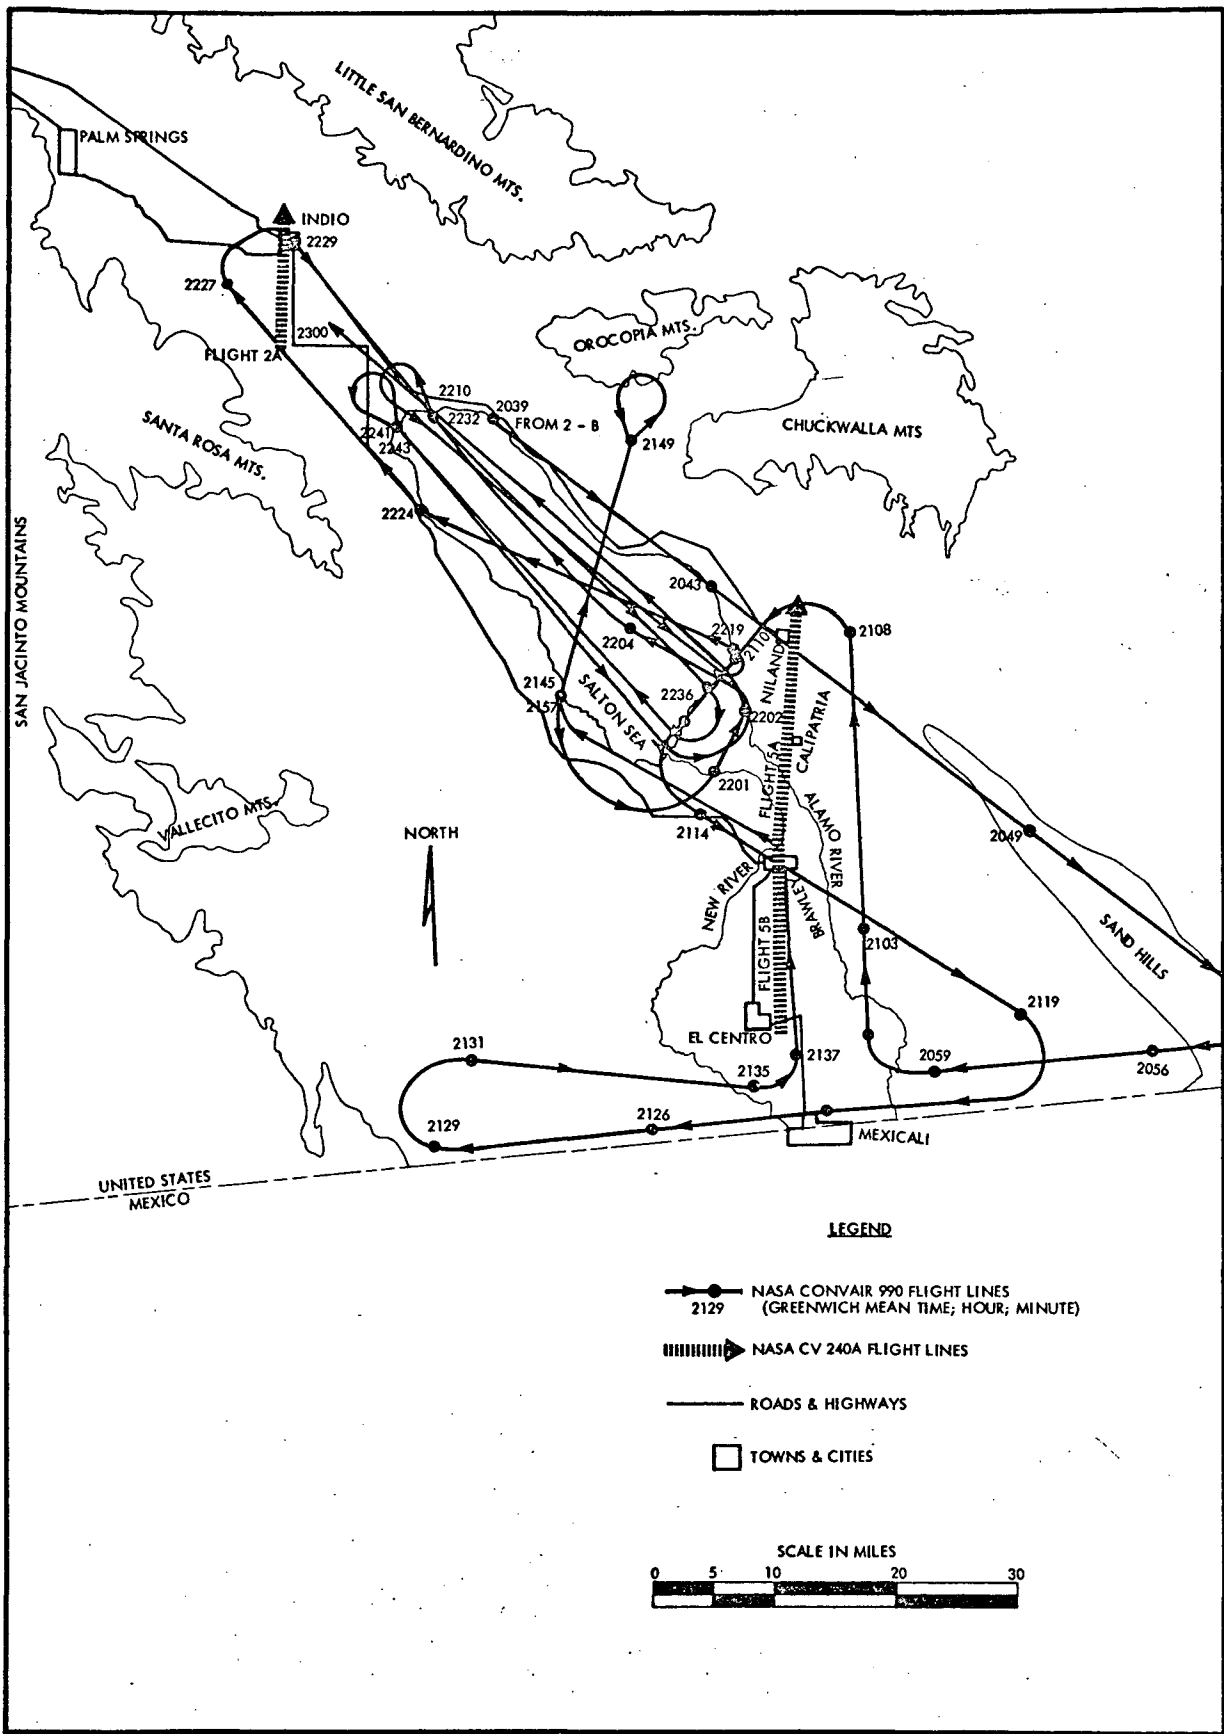 LITTLE SAN BERNARDINO MTS.
PALM SPRINGS
INDIO
2229
2227
2300
FLIGHT 2A
OROCOPIA MTS.
2210
2039
2232
FROM 2 - B
2241
2243
2149
CHUCKWALLA MTS
SANTA ROSA MTS.
2224
SAN JACINTO MOUNTAINS
2043
2204
2219
2110
2108
NILAND
2145
2157
SALTON SEA
2236
2202
CALIPATRIA
FLIGHT 5A
2201
VALLECITO MTS.
2114
ALAMO RIVER
2049
NORTH
NEW RIVER
BRAWLEY
FLIGHT 5B
2103
SAND HILLS
2119
EL CENTRO
2131
2137
2135
2059
2056
2129
2126
MEXICALI
UNITED STATES
MEXICO
LEGEND
NASA CONVAIR 990 FLIGHT LINES
2129 (GREENWICH MEAN TIME; HOUR; MINUTE)
NASA CV 240A FLIGHT LINES
ROADS & HIGHWAYS
TOWNS & CITIES
SCALE IN MILES
0 5 10 20 30